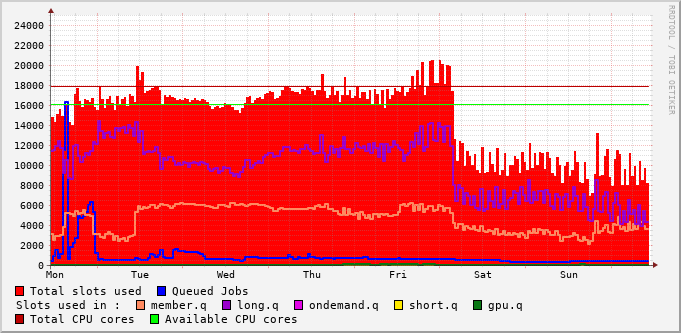 24000
22000
20000
18000
16000
14000
12000
10000
8000
6000
4000
2000
0
Mon Tue Wed Thu Fri Sat Sun
Total slots used Queued Jobs
Slots used in : member.q long.q ondemand.q short.q gpu.q
Total CPU cores Available CPU cores
RRDTOOL / TOBI OETIKER